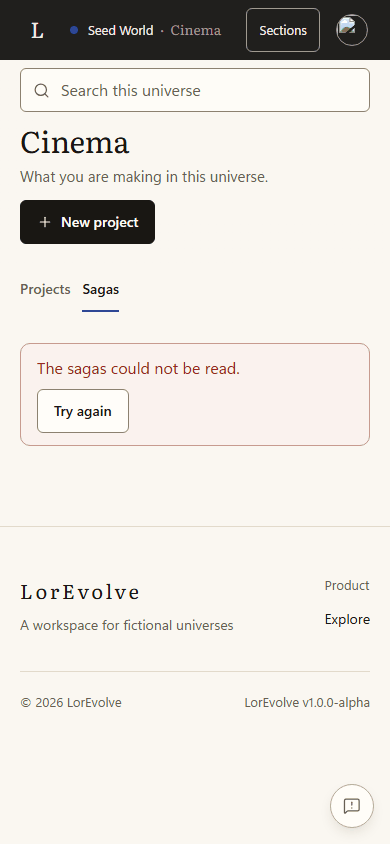 L
Seed World · Cinema
Sections
Search this universe
Cinema
What you are making in this universe.
New project
Projects
Sagas
The sagas could not be read.
Try again
LorEvolve
A workspace for fictional universes
Product
Explore
© 2026 LorEvolve
LorEvolve v1.0.0-alpha